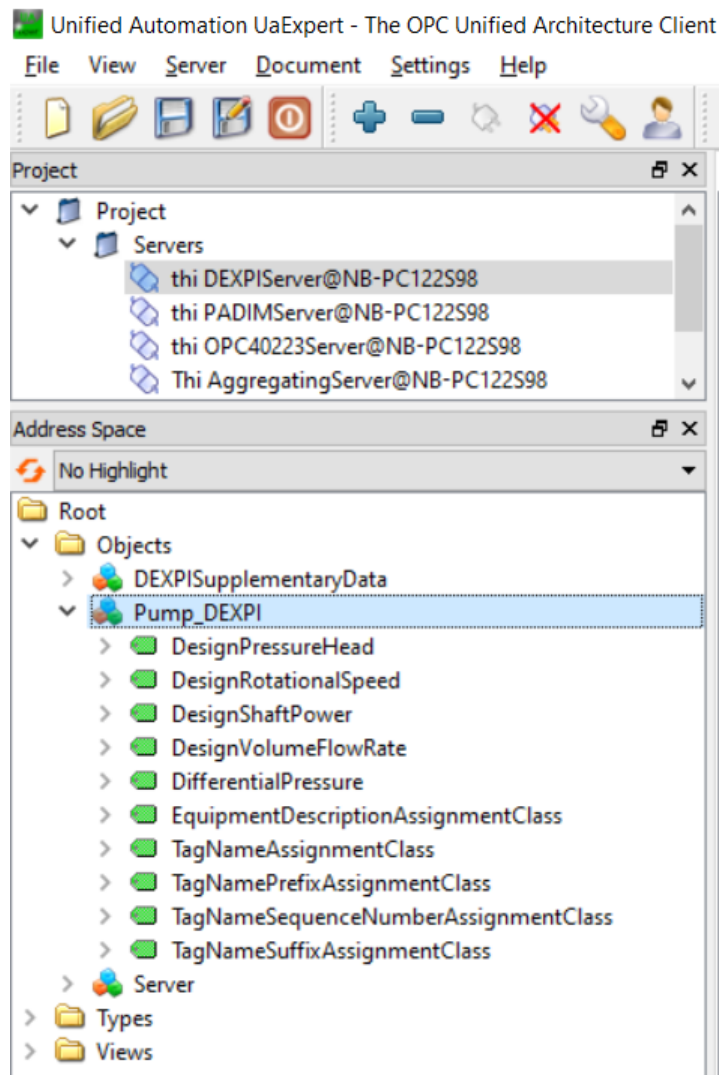 Unified Automation UaExpert - The OPC Unified Architecture Client
File View Server Document Settings Help
Project
Project
Servers
thi DEXPIServer@NB-PC122S98
thi PADIMServer@NB-PC122S98
thi OPC40223Server@NB-PC122S98
Thi AggregatingServer@NB-PC122S98
Address Space
No Highlight
Root
Objects
DEXPISupplementaryData
Pump_DEXPI
DesignPressureHead
DesignRotationalSpeed
DesignShaftPower
DesignVolumeFlowRate
DifferentialPressure
EquipmentDescriptionAssignmentClass
TagNameAssignmentClass
TagNamePrefixAssignmentClass
TagNameSequenceNumberAssignmentClass
TagNameSuffixAssignmentClass
Server
Types
Views